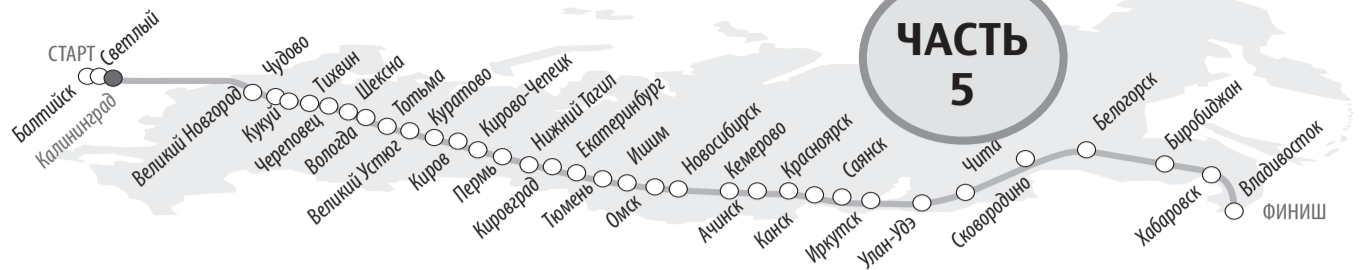 СТАРТ
Балтийск
Светлый
Калининград
Великий Новгород
Чудово
Кукуй
Тихвин
Череповец
Шексна
Вологда
Тотьма
Великий Устюг
Куратово
Киров
Кирово-Чепецк
Пермь
Нижний Тагил
Кировград
Екатеринбург
Тюмень
Ишим
Омск
Новосибирск
Кемерово
Ачинск
Красноярск
Канск
Саянск
Иркутск
Улан-Удэ
Чита
Сковородино
Белогорск
Биробиджан
Хабаровск
Владивосток
ФИНИШ
ЧАСТЬ
5